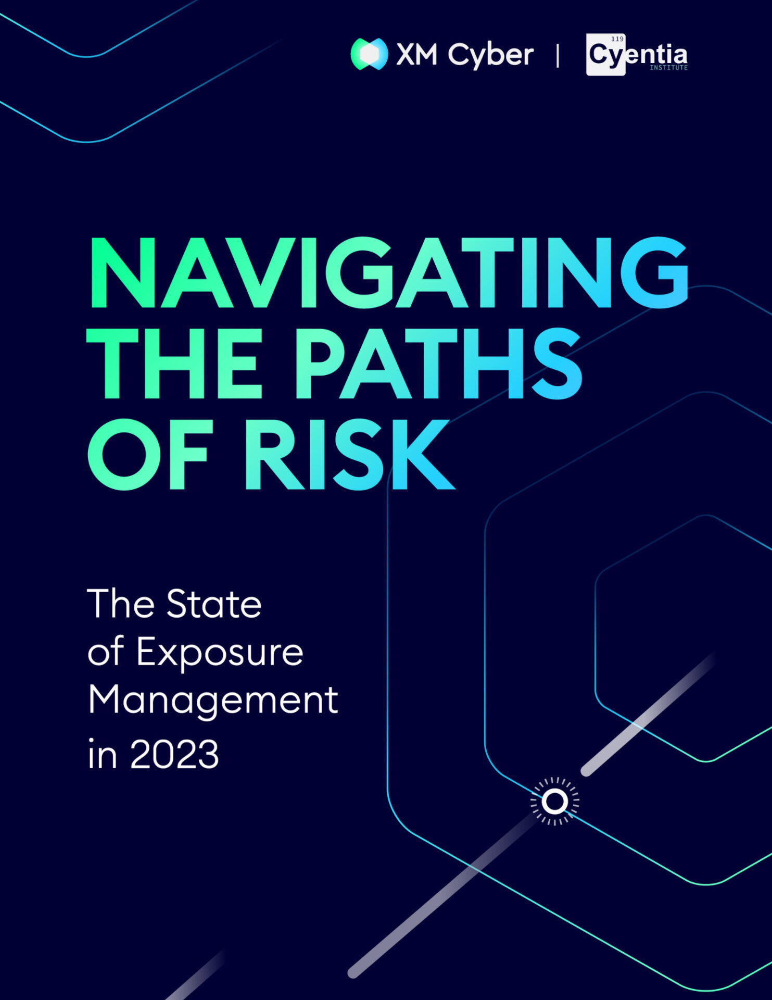 XM Cyber | Cyentia
119
INSTITUTE
NAVIGATING
THE PATHS
OF RISK
The State
of Exposure
Management
in 2023